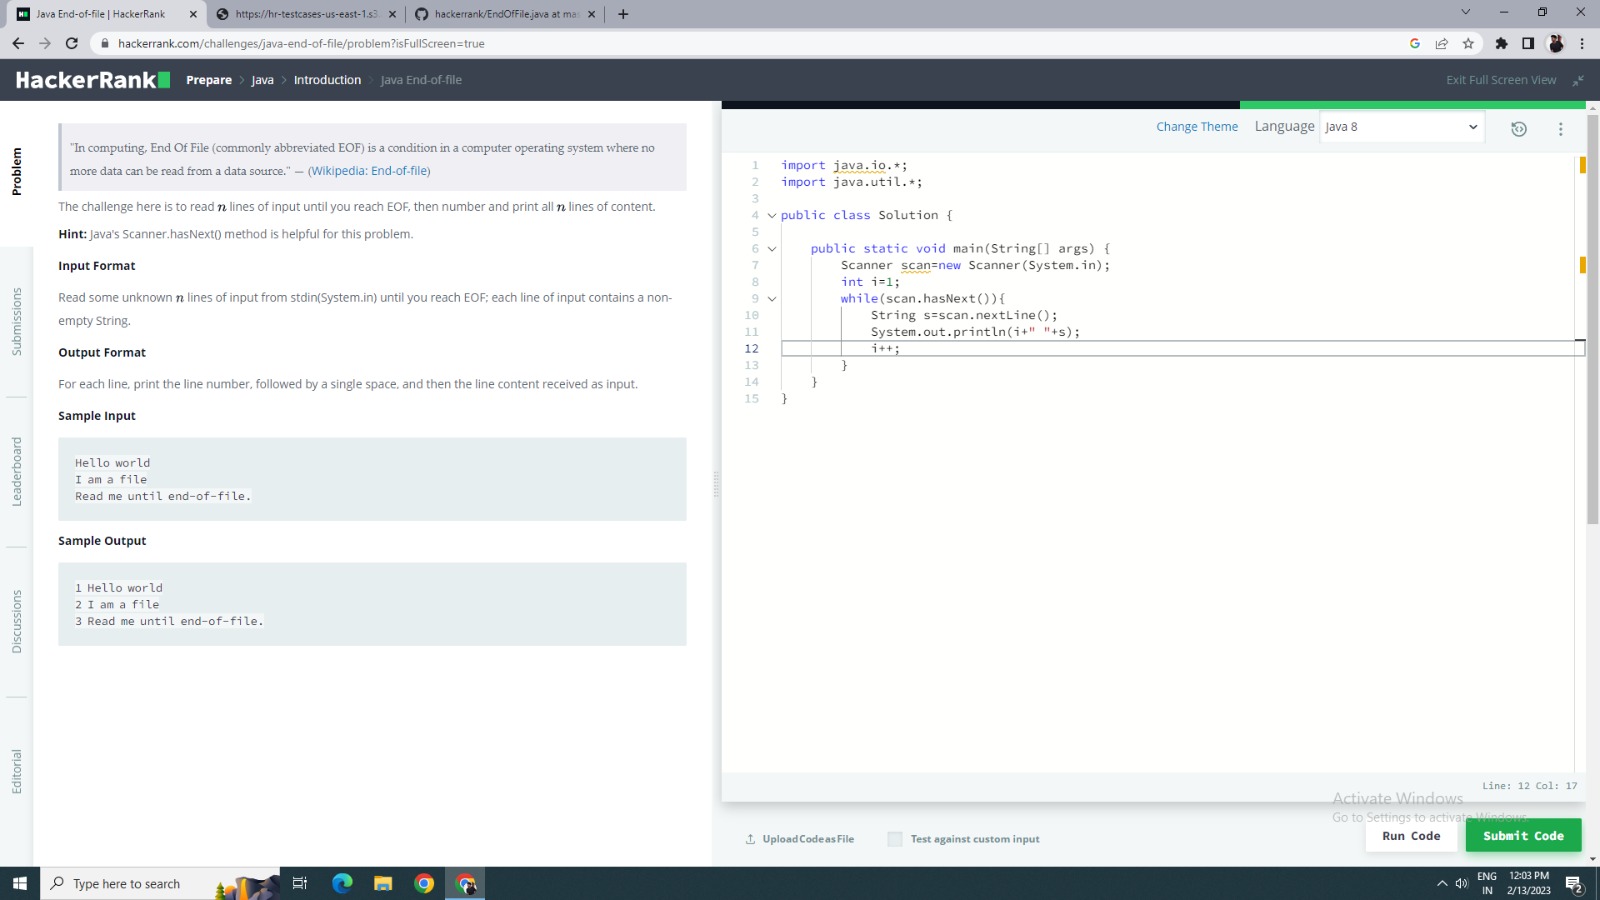 Java End-of-file | HackerRank
https://hr-testcases-us-east-1.s3.
hackerrank/EndOfFile.java at ma
hackerrank.com/challenges/java-end-of-file/problem?isFullScreen=true
HackerRank
Prepare > Java > Introduction > Java End-of-file
Exit Full Screen View
Problem
Submissions
Leaderboard
Discussions
Editorial
"In computing, End Of File (commonly abbreviated EOF) is a condition in a computer operating system where no
more data can be read from a data source." — (Wikipedia: End-of-file)
The challenge here is to read n lines of input until you reach EOF, then number and print all n lines of content.
Hint: Java's Scanner.hasNext() method is helpful for this problem.
Input Format
Read some unknown n lines of input from stdin(System.in) until you reach EOF; each line of input contains a non-
empty String.
Output Format
For each line, print the line number, followed by a single space, and then the line content received as input.
Sample Input
Hello world
I am a file
Read me until end-of-file.
Sample Output
1 Hello world
2 I am a file
3 Read me until end-of-file.
Change Theme Language Java 8
1 import java.io.*;
2 import java.util.*;
3
4 public class Solution {
5
6 public static void main(String[] args) {
7 Scanner scan=new Scanner(System.in);
8 int i=1;
9 while(scan.hasNext()){
10 String s=scan.nextLine();
11 System.out.println(i+" "+s);
12 i++;
13 }
14 }
15 }
Line: 12 Col: 17
Activate Windows
Go to Settings to activate Windows.
Upload Code as File
Test against custom input
Run Code
Submit Code
Type here to search
ENG
IN
12:03 PM
2/13/2023
2